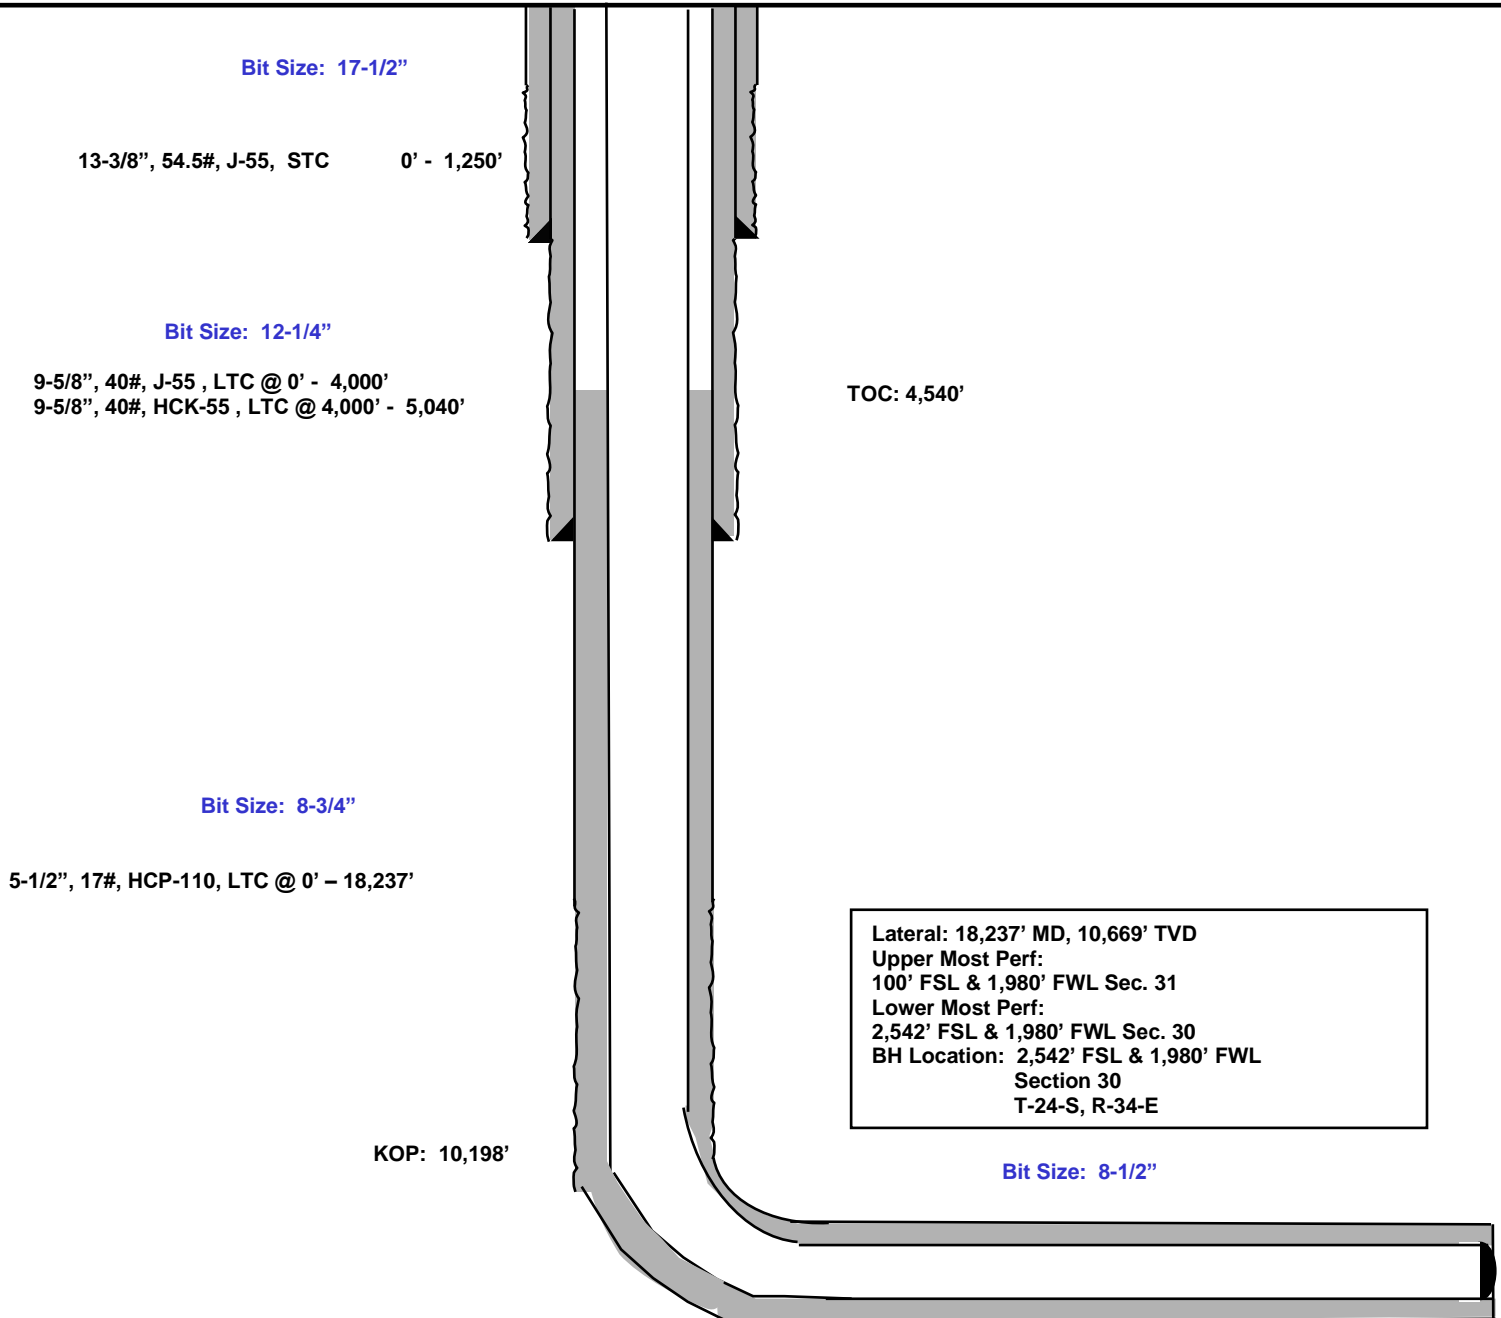 Bit Size: 17-1/2”
13-3/8”, 54.5#, J-55, STC 0’ - 1,250’
Bit Size: 12-1/4”
9-5/8”, 40#, J-55 , LTC @ 0’ - 4,000’
9-5/8”, 40#, HCK-55 , LTC @ 4,000’ - 5,040’
TOC: 4,540’
Bit Size: 8-3/4”
5-1/2”, 17#, HCP-110, LTC @ 0’ – 18,237’
Lateral: 18,237’ MD, 10,669’ TVD
Upper Most Perf:
100’ FSL & 1,980’ FWL Sec. 31
Lower Most Perf:
2,542’ FSL & 1,980’ FWL Sec. 30
BH Location: 2,542’ FSL & 1,980’ FWL
Section 30
T-24-S, R-34-E
KOP: 10,198’
Bit Size: 8-1/2”